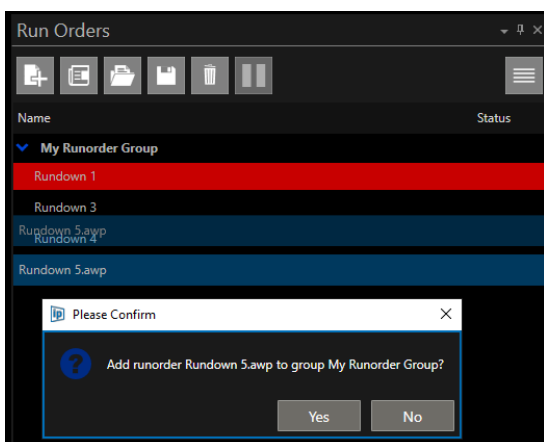 Run Orders
Name Status
My Runorder Group
Rundown 1
Rundown 3
Rundown 5.awp
Rundown 4
Rundown 5.awp
ip Please Confirm
Add runorder Rundown 5.awp to group My Runorder Group?
Yes No